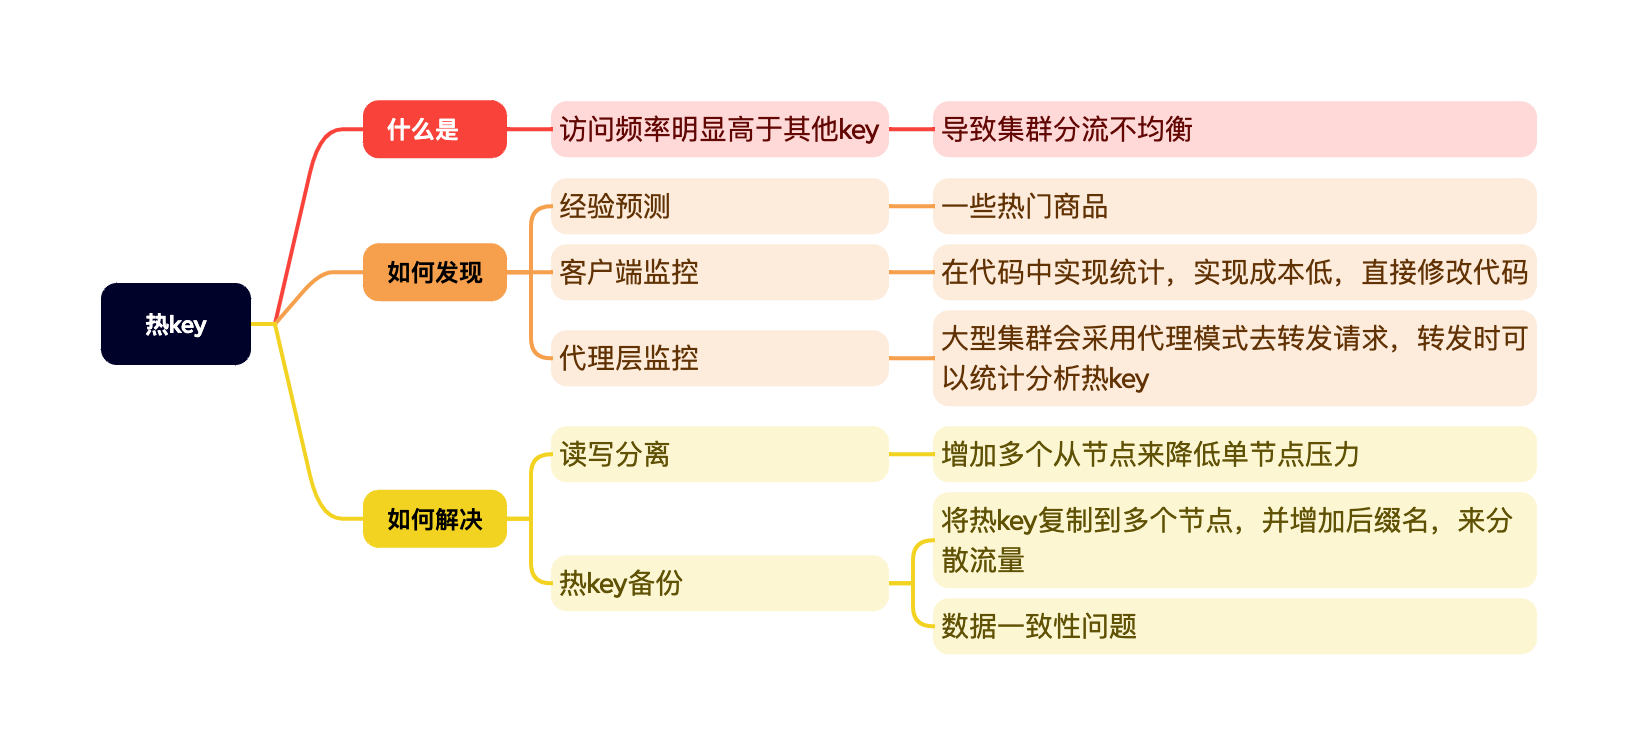 热key
什么是
访问频率明显高于其他key
导致集群分流不均衡
如何发现
经验预测
一些热门商品
客户端监控
在代码中实现统计，实现成本低，直接修改代码
代理层监控
大型集群会采用代理模式去转发请求，转发时可
以统计分析热key
如何解决
读写分离
增加多个从节点来降低单节点压力
热key备份
将热key复制到多个节点，并增加后缀名，来分
散流量
数据一致性问题